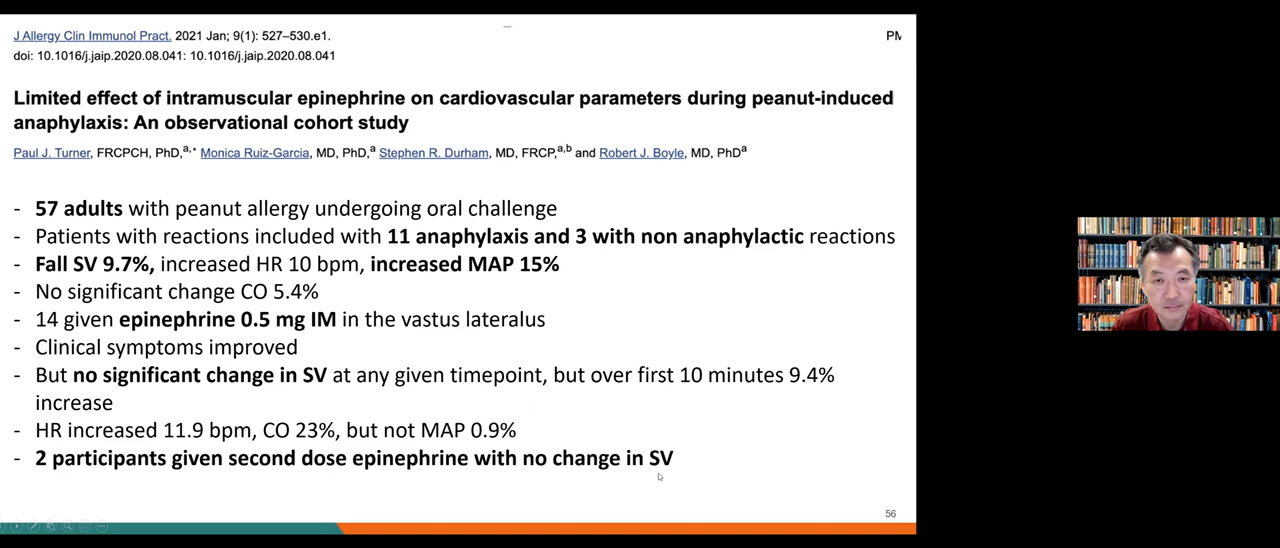 J Allergy Clin Immunol Pract. 2021 Jan; 9(1): 527–530.e1.
doi: 10.1016/j.jaip.2020.08.041: 10.1016/j.jaip.2020.08.041
Limited effect of intramuscular epinephrine on cardiovascular parameters during peanut-induced
anaphylaxis: An observational cohort study
Paul J. Turner, FRCPCH, PhD,a,* Monica Ruiz-Garcia, MD, PhD,a Stephen R. Durham, MD, FRCP,a,b and Robert J. Boyle, MD, PhDa
- 57 adults with peanut allergy undergoing oral challenge
- Patients with reactions included with 11 anaphylaxis and 3 with non anaphylactic reactions
- Fall SV 9.7%, increased HR 10 bpm, increased MAP 15%
- No significant change CO 5.4%
- 14 given epinephrine 0.5 mg IM in the vastus lateralus
- Clinical symptoms improved
- But no significant change in SV at any given timepoint, but over first 10 minutes 9.4%
increase
- HR increased 11.9 bpm, CO 23%, but not MAP 0.9%
- 2 participants given second dose epinephrine with no change in SV
56